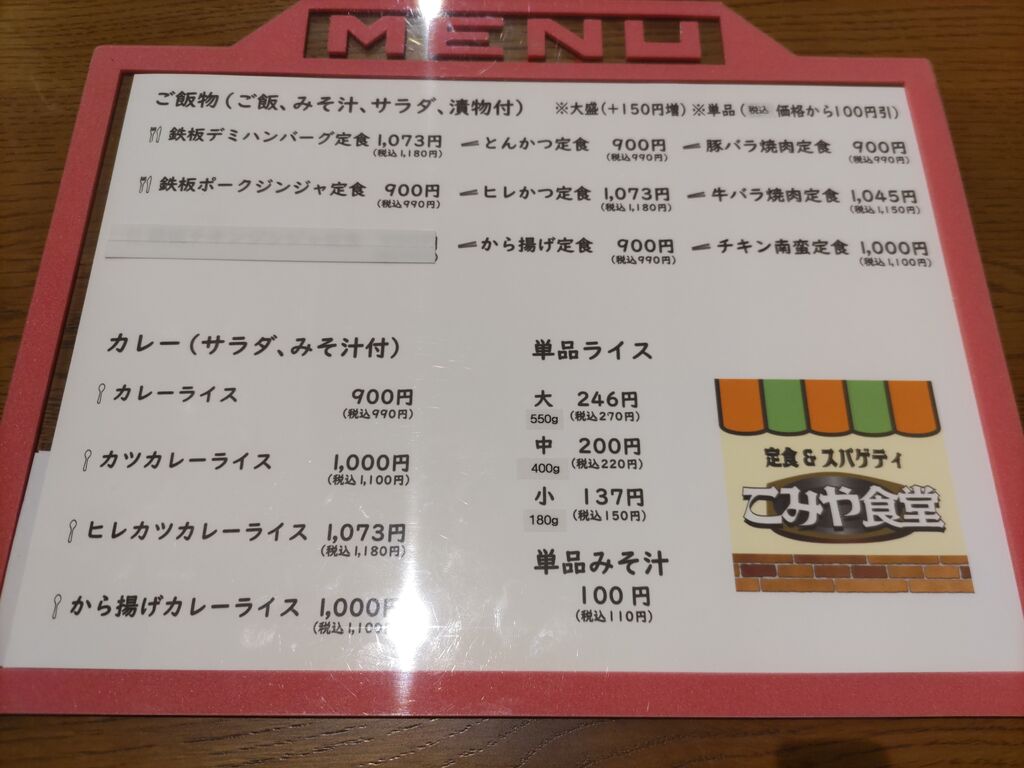 MENU
ご飯物(ご飯、みそ汁、サラダ、漬物付) ※大盛(+150円増) ※単品(税込 価格から100円引)
鉄板デミハンバーグ定食 1,073円
(税込1,180円)
とんかつ定食 900円
(税込990円)
豚バラ焼肉定食 900円
(税込990円)
鉄板ポークジンジャ定食 900円
(税込990円)
ヒレかつ定食 1,073円
(税込1,180円)
牛バラ焼肉定食 1,045円
(税込1,150円)
から揚げ定食 900円
(税込990円)
チキン南蛮定食 1,000円
(税込1,100円)
カレー(サラダ、みそ汁付)
カレーライス 900円
(税込990円)
カツカレーライス 1,000円
(税込1,100円)
ヒレカツカレーライス 1,073円
(税込1,180円)
から揚げカレーライス 1,000円
(税込1,100
単品ライス
大 246円
550g (税込270円)
中 200円
400g (税込220円)
小 137円
180g (税込150円)
単品みそ汁
100円
(税込110円)
定食&スパゲティ
こみや食堂